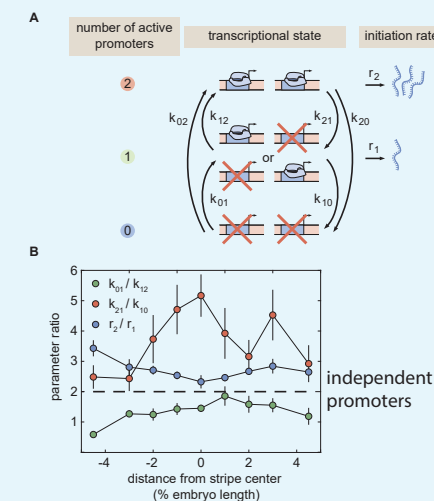 A
number of active
promoters
transcriptional state
initiation rate
2
k02
k12
k21
k20
r2
1
or
r1
k01
k10
0
B
parameter ratio
6
5
4
3
2
1
k01 / k12
k21 / k10
r2 / r1
independent
promoters
-4
-2
0
2
4
distance from stripe center
(% embryo length)